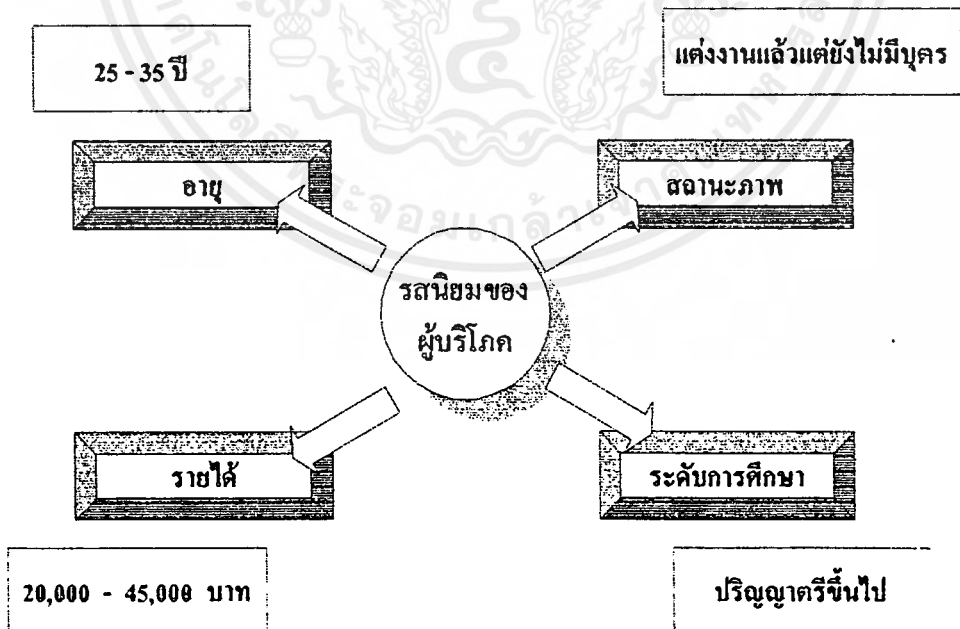 25 - 35 ปี
แต่งงานแล้วแต่ยังไม่มีบุตร
อายุ
สถานะภาพ
รสนิยมของ
ผู้บริโภค
รายได้
ระดับการศึกษา
20,000 - 45,000 บาท
ปริญญาตรีขึ้นไป